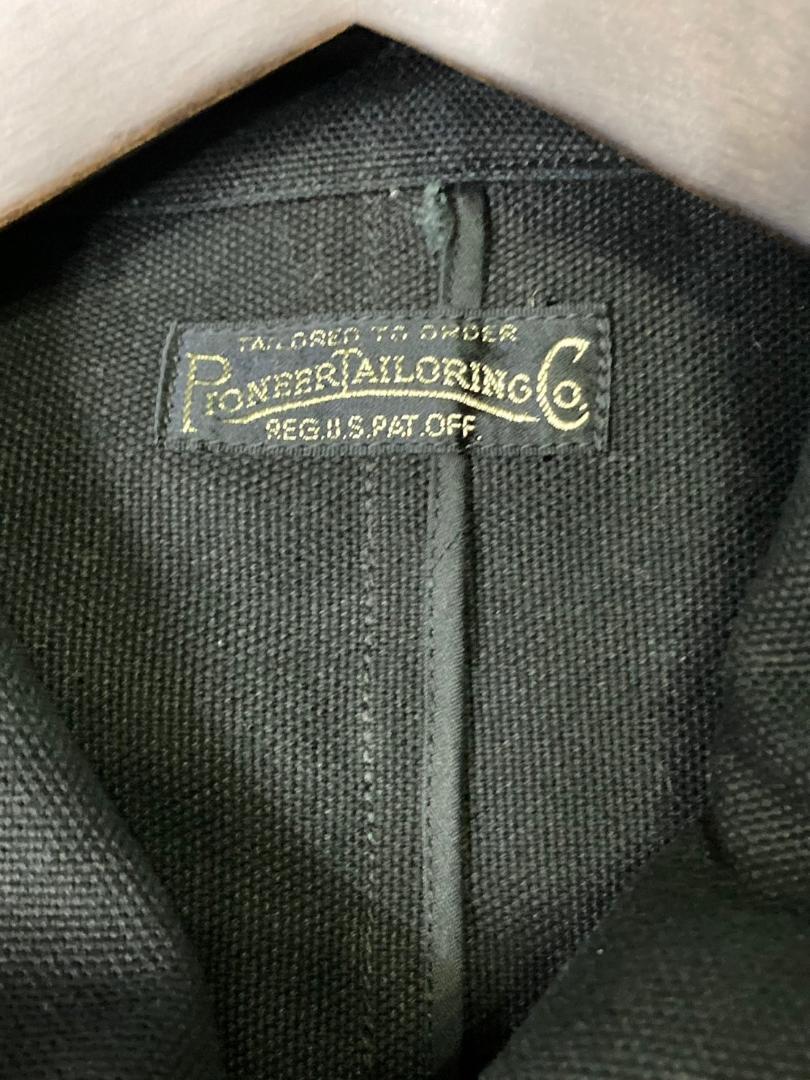 TAILORED TO ORDER
PIONEER TAILORING CO.
REG.U.S.PAT.OFF.